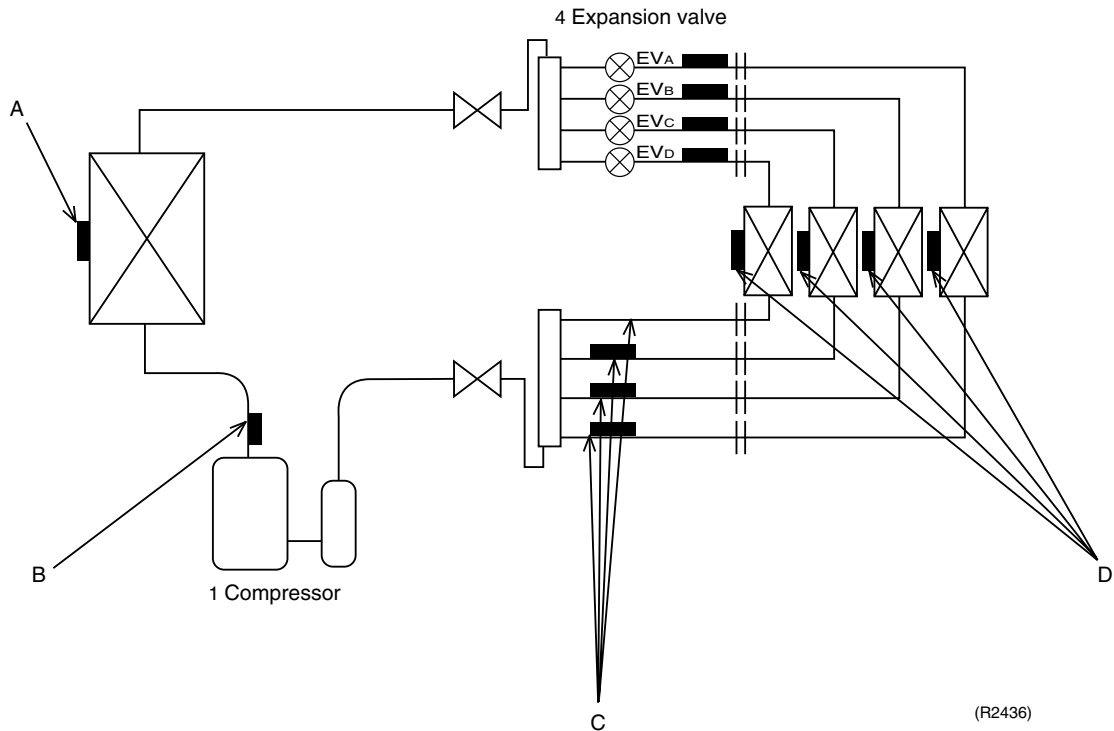 4 Expansion valve
EVA
EVB
EVC
EVD
A
B
1 Compressor
C
D
(R2436)